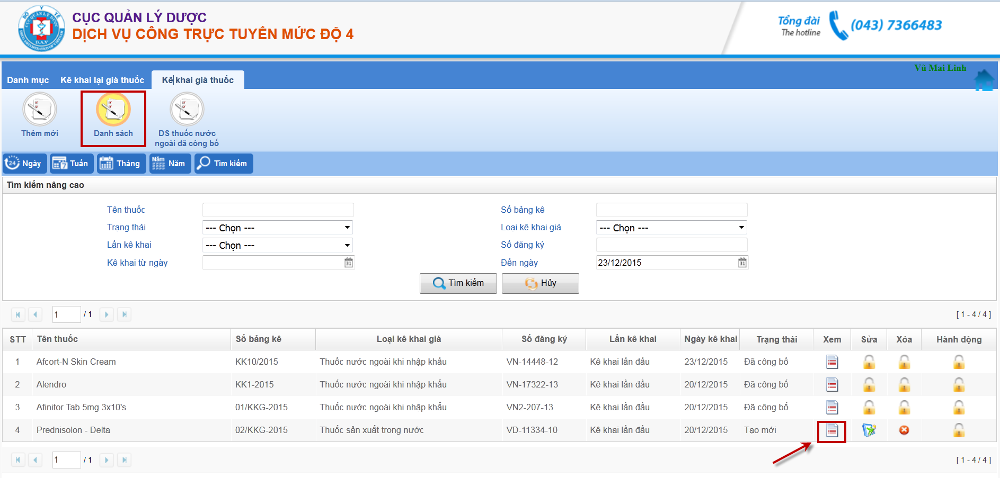 CỤC QUẢN LÝ DƯỢC
DỊCH VỤ CÔNG TRỰC TUYẾN MỨC ĐỘ 4
Tổng đài
The hotline
(043) 7366483
Vũ Mai Linh
Danh mục Kê khai lại giá thuốc Kê khai giá thuốc
Thêm mới Danh sách DS thuốc nước
ngoài đã công bố
Ngày Tuần Tháng Năm Tìm kiếm
Tìm kiếm nâng cao
Tên thuốc Số bảng kê
Trạng thái --- Chọn --- Loại kê khai giá --- Chọn ---
Lần kê khai --- Chọn --- Số đăng ký
Kê khai từ ngày Đến ngày 23/12/2015
Tìm kiếm Hủy
1 / 1 [ 1 - 4 / 4 ]
STT Tên thuốc Số bảng kê Loại kê khai giá Số đăng ký Lần kê khai Ngày kê khai Trạng thái Xem Sửa Xóa Hành động
1 Afcort-N Skin Cream KK10/2015 Thuốc nước ngoài khi nhập khẩu VN-14448-12 Kê khai lần đầu 23/12/2015 Đã công bố
2 Alendro KK1-2015 Thuốc nước ngoài khi nhập khẩu VN-17322-13 Kê khai lần đầu 20/12/2015 Đã công bố
3 Afinitor Tab 5mg 3x10's 01/KKG-2015 Thuốc nước ngoài khi nhập khẩu VN2-207-13 Kê khai lần đầu 20/12/2015 Đã công bố
4 Prednisolon - Delta 02/KKG-2015 Thuốc sản xuất trong nước VD-11334-10 Kê khai lần đầu 20/12/2015 Tạo mới
1 / 1 [ 1 - 4 / 4 ]